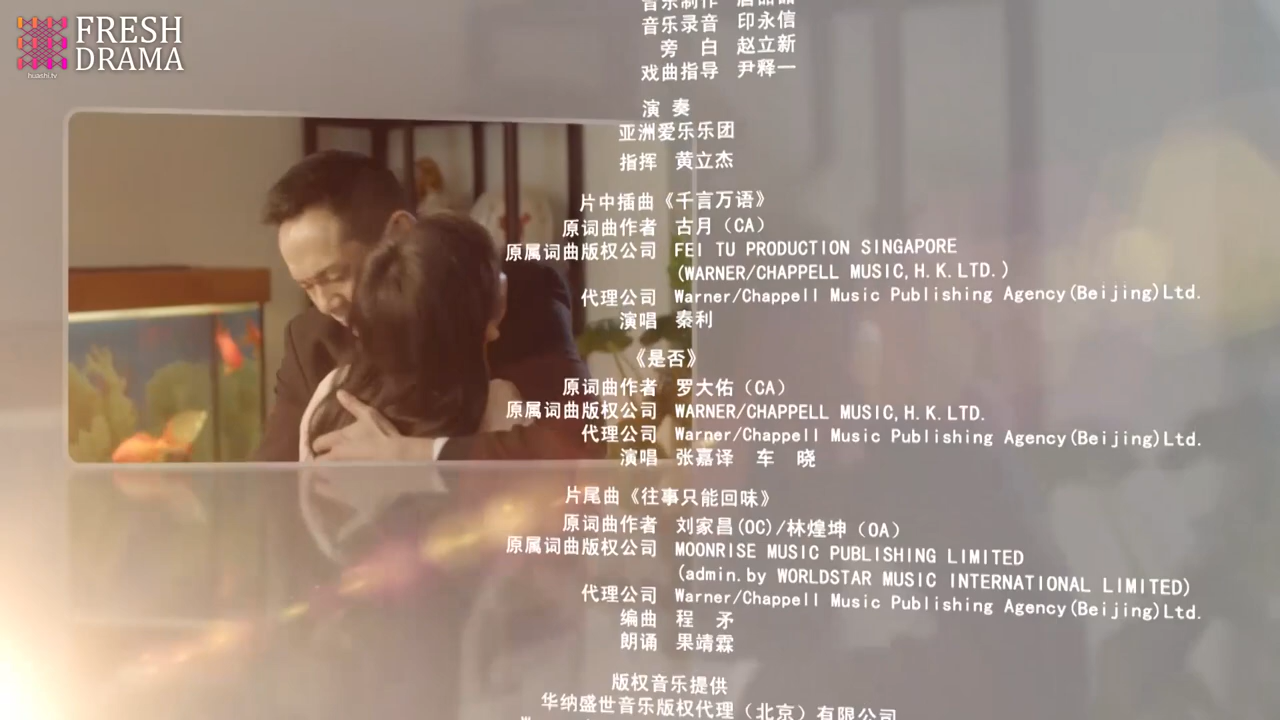 FRESH
DRAMA
huashi.tv
音乐录音 印永信
旁 白 赵立新
戏曲指导 尹释一
演 奏
亚洲爱乐乐团
指挥 黄立杰
片中插曲《千言万语》
原词曲作者 古月（CA）
原属词曲版权公司 FEI TU PRODUCTION SINGAPORE
(WARNER/CHAPPELL MUSIC,H.K.LTD.)
代理公司 Warner/Chappell Music Publishing Agency(Beijing)Ltd.
演唱 秦利
《是否》
原词曲作者 罗大佑（CA）
原属词曲版权公司 WARNER/CHAPPELL MUSIC,H.K.LTD.
代理公司 Warner/Chappell Music Publishing Agency(Beijing)Ltd.
演唱 张嘉译 车 晓
片尾曲《往事只能回味》
原词曲作者 刘家昌(OC)/林煌坤（OA）
原属词曲版权公司 MOONRISE MUSIC PUBLISHING LIMITED
(admin.by WORLDSTAR MUSIC INTERNATIONAL LIMITED)
代理公司 Warner/Chappell Music Publishing Agency(Beijing)Ltd.
编曲 程 矛
朗诵 果靖霖
版权音乐提供
华纳盛世音乐版权代理（北京）有限公司